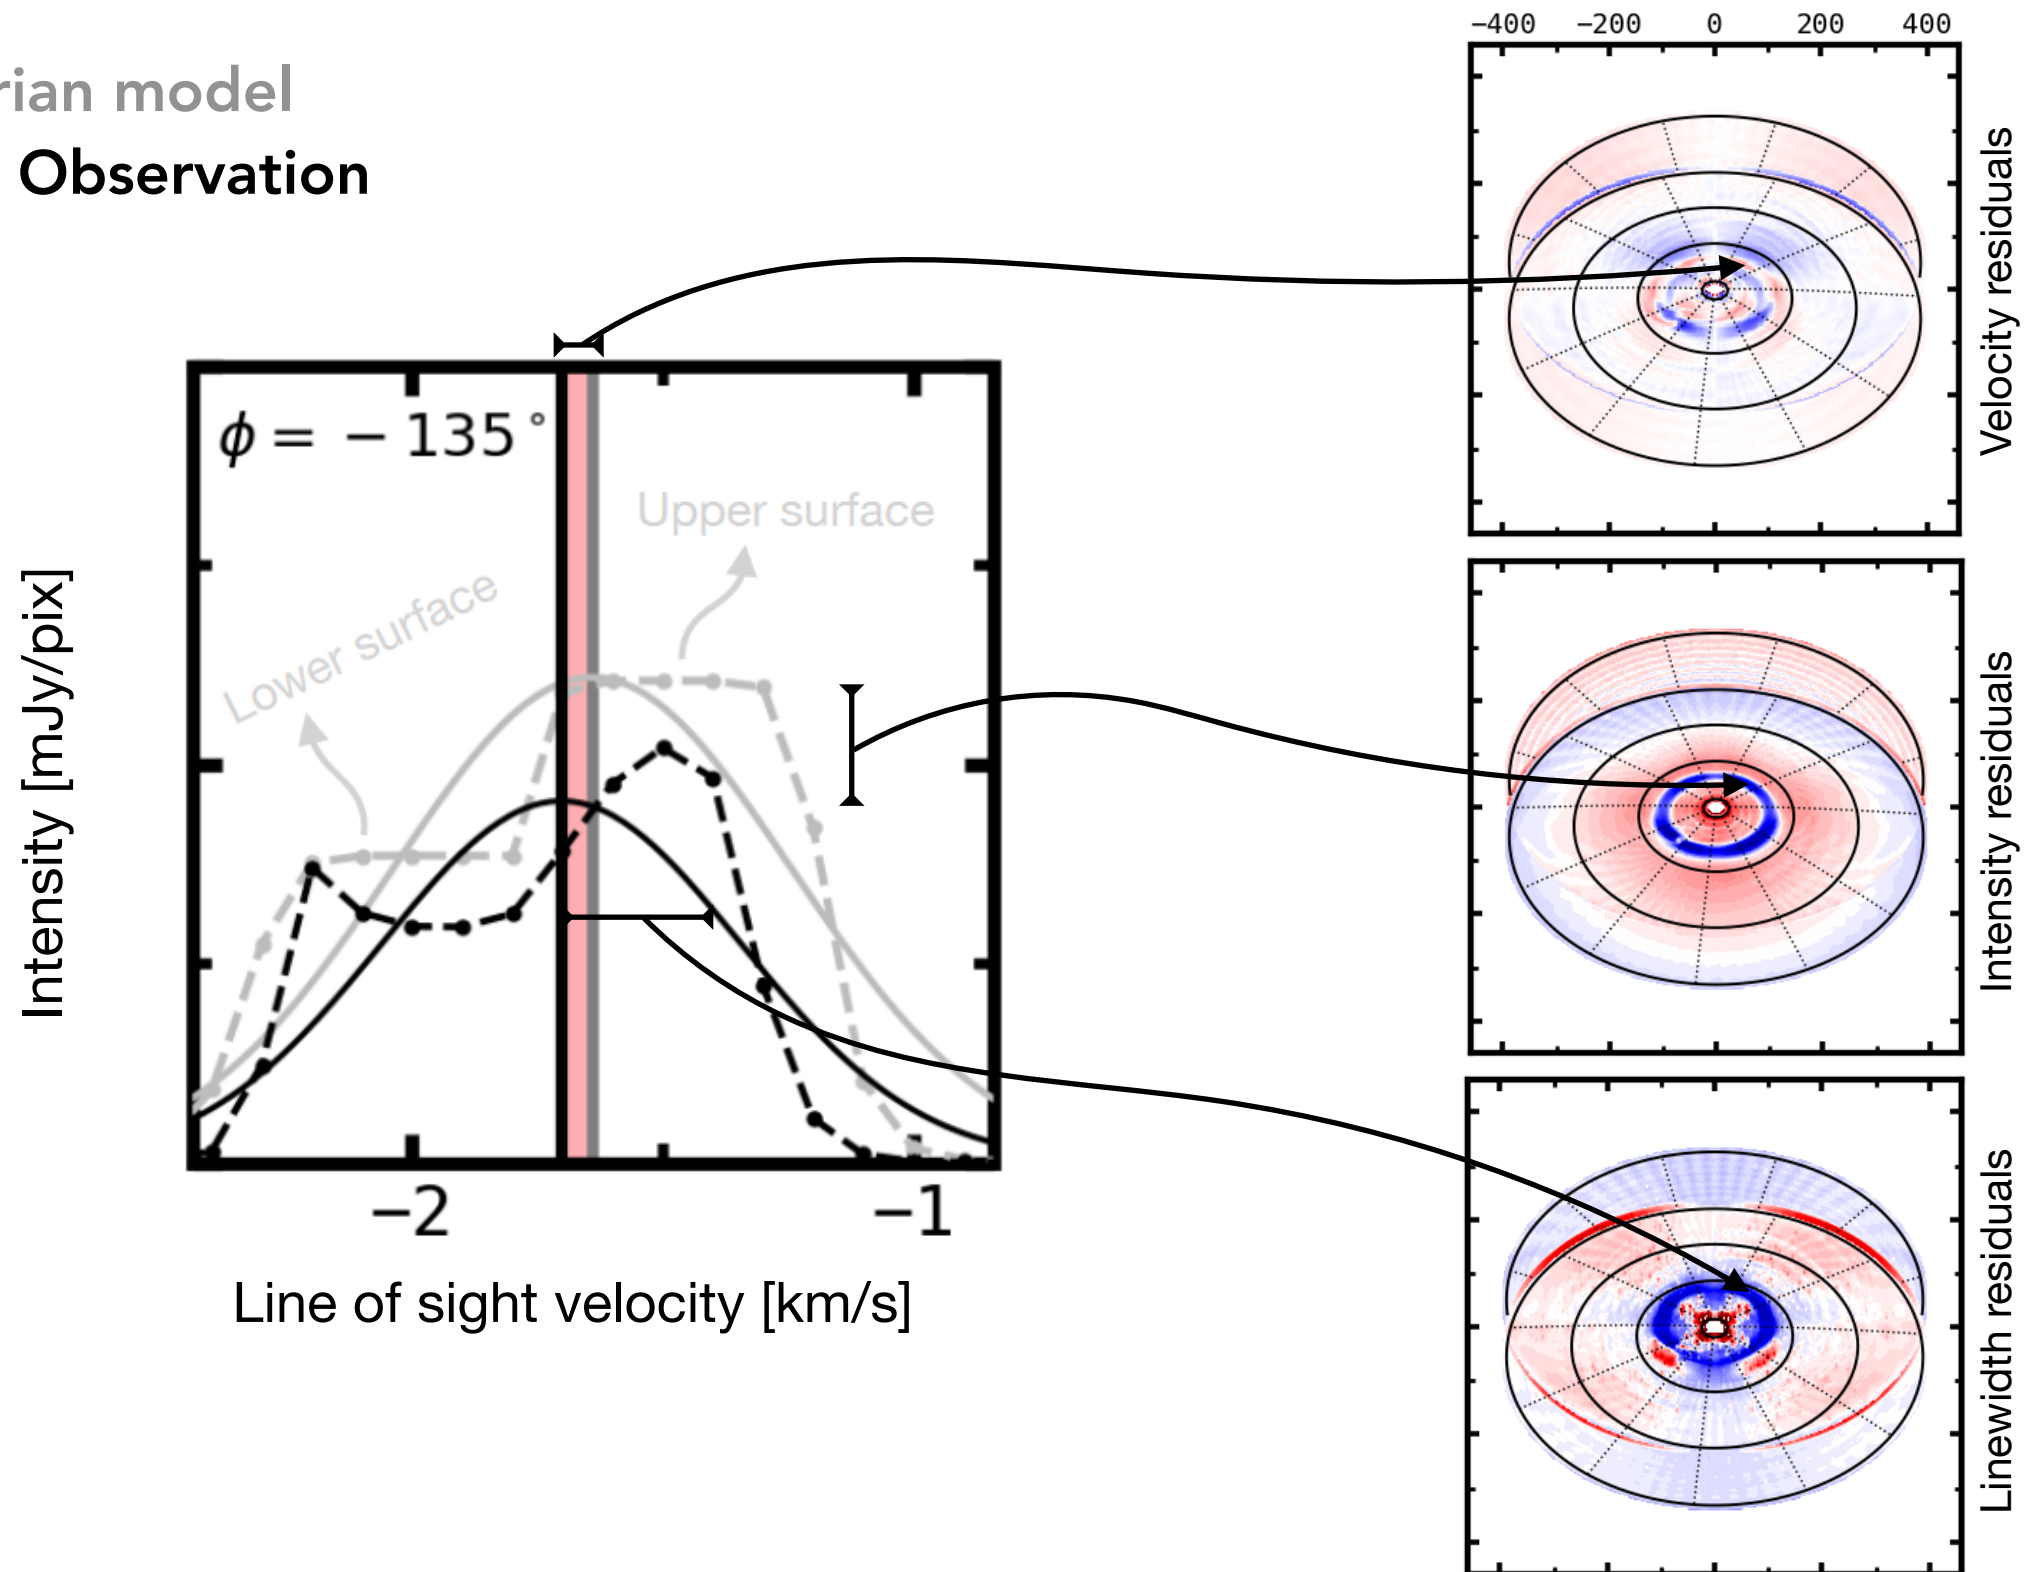 rian model
Observation
−400 −200 0 200 400
Velocity residuals
ϕ = − 135°
Upper surface
Lower surface
Intensity [mJy/pix]
−2 −1
Line of sight velocity [km/s]
Intensity residuals
Linewidth residuals